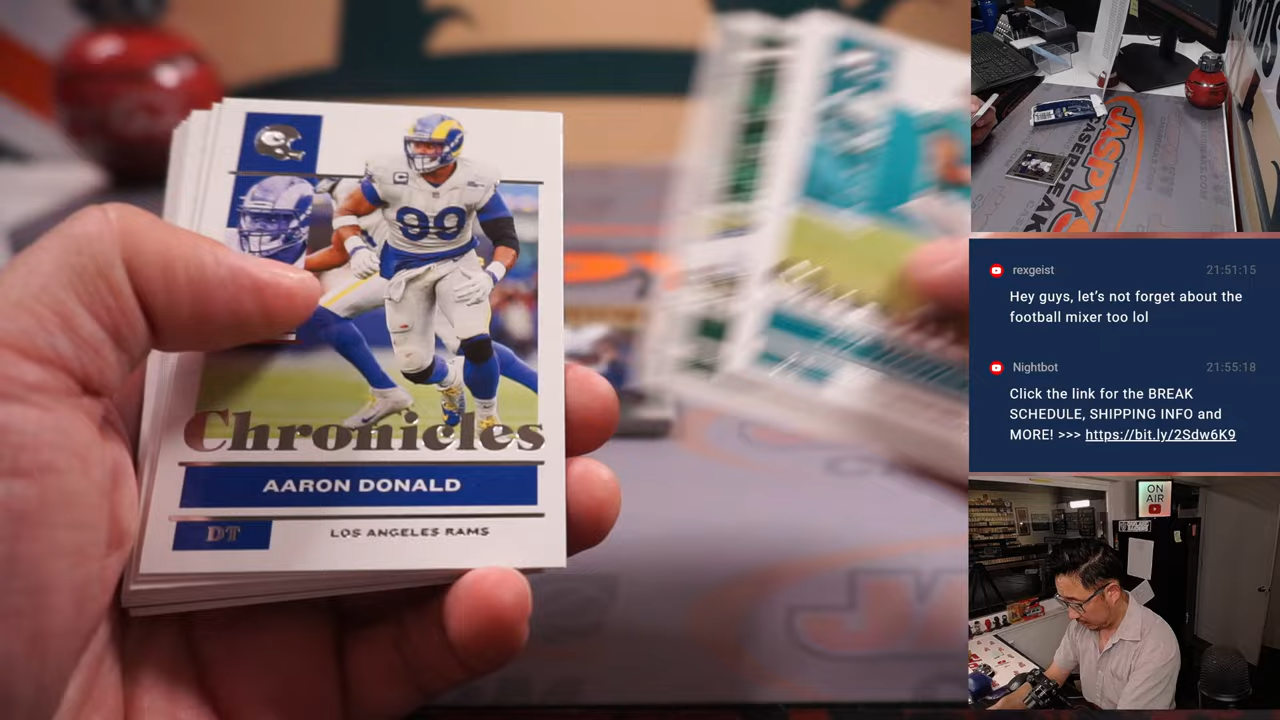 99
Chronicles
AARON DONALD
DT
LOS ANGELES RAMS
JASPYS
CASEBREAK
rexgeist
21:51:15
Hey guys, let's not forget about the
football mixer too lol
Nightbot
21:55:18
Click the link for the BREAK
SCHEDULE, SHIPPING INFO and
MORE! >>> https://bit.ly/2Sdw6K9
ON
AIR